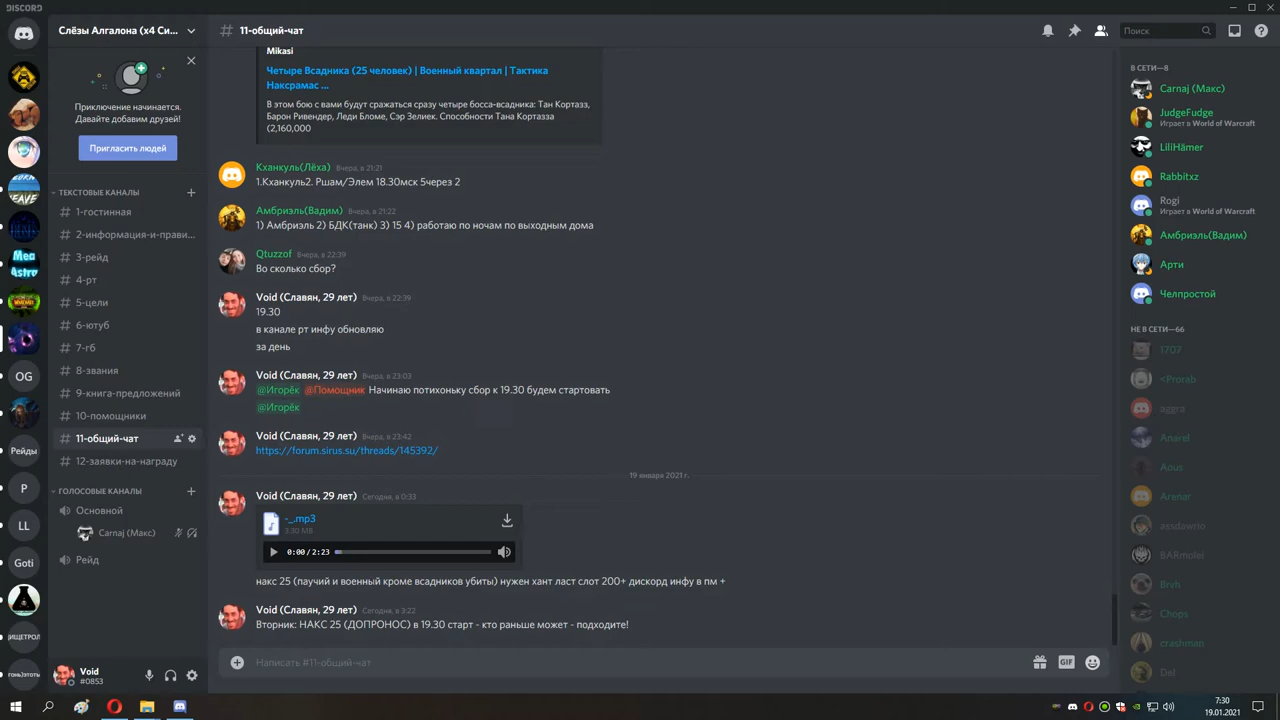 DISCORD
Слёзы Алгалона (x4 Си...
11-общий-чат
Поиск
Приключение начинается.
Давайте добавим друзей!
Пригласить людей
ТЕКСТОВЫЕ КАНАЛЫ
1-гостинная
2-информация-и-прави...
3-рейд
4-рт
5-цели
6-ютуб
7-гб
8-звания
9-книга-предложений
10-помощники
11-общий-чат
12-заявки-на-награду
ГОЛОСОВЫЕ КАНАЛЫ
Основной
Carnaj (Макс)
Рейд
Void
#0853
OG
Рейды
P
LL
Goti
ИЩЕТРОЛ
Mikasi
Четыре Всадника (25 человек) | Военный квартал | Тактика
Наксрамас ...
В этом бою с вами будут сражаться сразу четыре босса-всадника: Тан Кортазз,
Барон Ривендер, Леди Бломе, Сэр Зелиек. Способности Тана Кортазза
(2,160,000
Кханкуль(Лёха) Вчера, в 21:21
1.Кханкуль2. Ршам/Элем 18.30мск 5через 2
Амбриэль(Вадим) Вчера, в 21:22
1) Амбриэль 2) БДК(танк) 3) 15 4) работаю по ночам по выходным дома
Qtuzzof Вчера, в 22:39
Во сколько сбор?
Void (Славян, 29 лет) Вчера, в 22:39
19.30
в канале рт инфу обновляю
за день
Void (Славян, 29 лет) Вчера, в 23:03
@Игорёк @Помощник Начинаю потихоньку сбор к 19.30 будем стартовать
@Игорёк
Void (Славян, 29 лет) Вчера, в 23:42
https://forum.sirus.su/threads/145392/
19 января 2021 г.
Void (Славян, 29 лет) Сегодня, в 0:33
-_.mp3
3.30 MB
0:00 / 2:23
накс 25 (паучий и военный кроме всадников убиты) нужен хант ласт слот 200+ дискорд инфу в пм +
Void (Славян, 29 лет) Сегодня, в 3:22
Вторник: НАКС 25 (ДОПРОНОС) в 19.30 старт - кто раньше может - подходите!
Написать #11-общий-чат
GIF
В СЕТИ—8
Carnaj (Макс)
JudgeFudge
Играет в World of Warcraft
LiliHämer
Rabbitxz
Rogi
Играет в World of Warcraft
Амбриэль(Вадим)
Арти
Челпростой
НЕ В СЕТИ—66
1707
<Prorab
aggra
Anarel
Aous
Arenar
assdawrio
BARmolei
Brvh
Chops
crashman
Del
7:30
19.01.2021